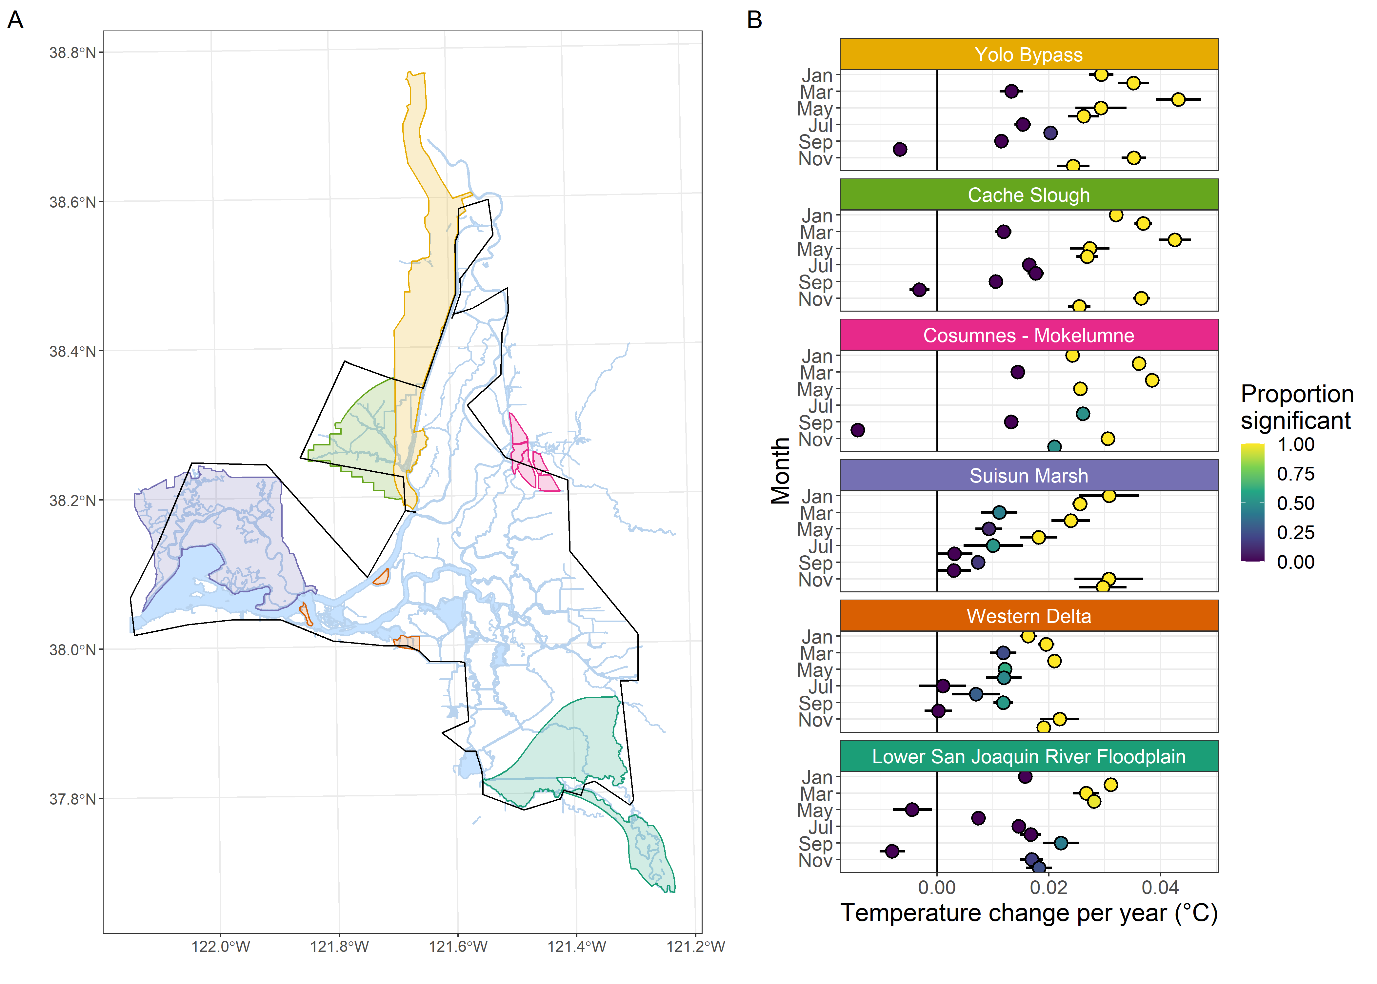 A
38.8°N
38.6°N
38.4°N
38.2°N
38.0°N
37.8°N
122.0°W
121.8°W
121.6°W
121.4°W
121.2°W
B
Month
Yolo Bypass
Jan
Mar
May
Jul
Sep
Nov
Cache Slough
Jan
Mar
May
Jul
Sep
Nov
Cosumnes - Mokelumne
Jan
Mar
May
Jul
Sep
Nov
Suisun Marsh
Jan
Mar
May
Jul
Sep
Nov
Western Delta
Jan
Mar
May
Jul
Sep
Nov
Lower San Joaquin River Floodplain
Jan
Mar
May
Jul
Sep
Nov
0.00
0.02
0.04
Temperature change per year (°C)
Proportion
significant
1.00
0.75
0.50
0.25
0.00